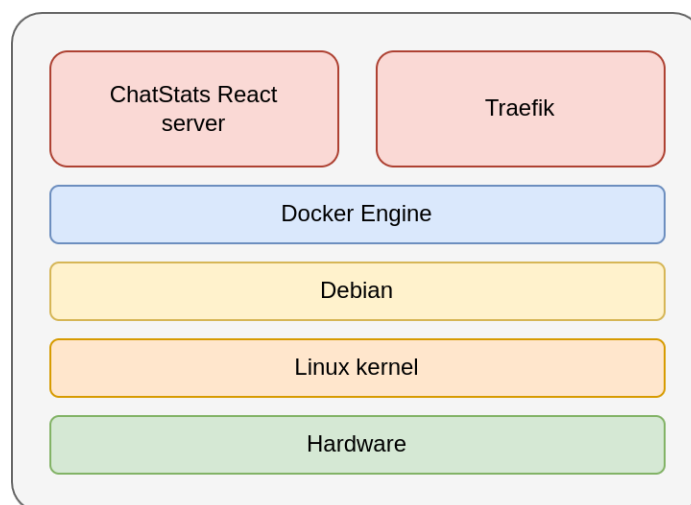 ChatStats React
server
Traefik
Docker Engine
Debian
Linux kernel
Hardware